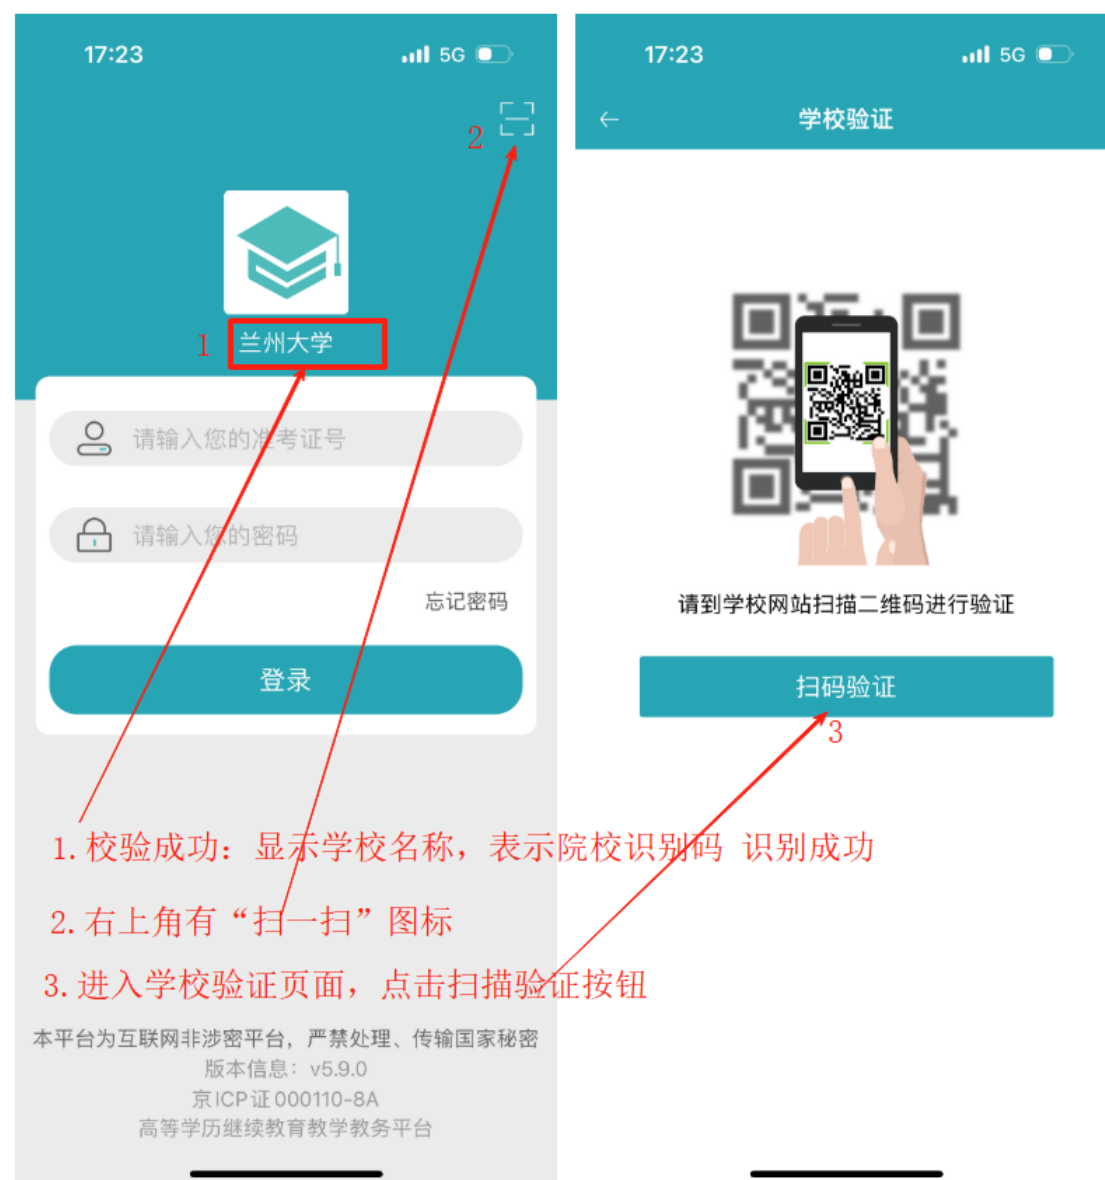 17:23
5G
2
兰州大学
1
请输入您的准考证号
请输入您的密码
忘记密码
登录
1.校验成功：显示学校名称，表示院校识别码 识别成功
2.右上角有“扫一扫”图标
3.进入学校验证页面，点击扫描验证按钮
本平台为互联网非涉密平台，严禁处理、传输国家秘密
版本信息：v5.9.0
京ICP证000110-8A
高等学历继续教育教学教务平台
17:23
5G
学校验证
请到学校网站扫描二维码进行验证
扫码验证
3